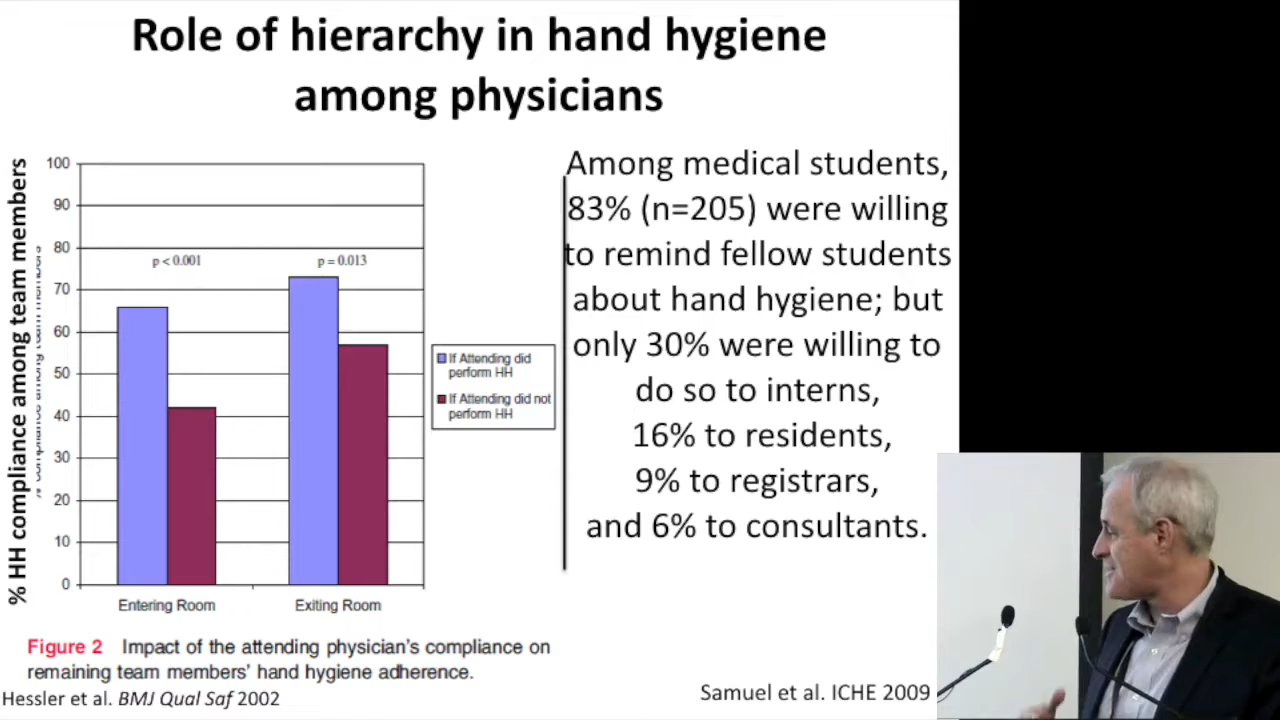 Role of hierarchy in hand hygiene
among physicians
% HH compliance among team members
100
90
80
70
60
50
40
30
20
10
0
p < 0.001
p = 0.013
Entering Room
Exiting Room
If Attending did
perform HH
If Attending did not
perform HH
Figure 2 Impact of the attending physician's compliance on
remaining team members' hand hygiene adherence.
Hessler et al. BMJ Qual Saf 2002
Among medical students,
83% (n=205) were willing
to remind fellow students
about hand hygiene; but
only 30% were willing to
do so to interns,
16% to residents,
9% to registrars,
and 6% to consultants.
Samuel et al. ICHE 2009